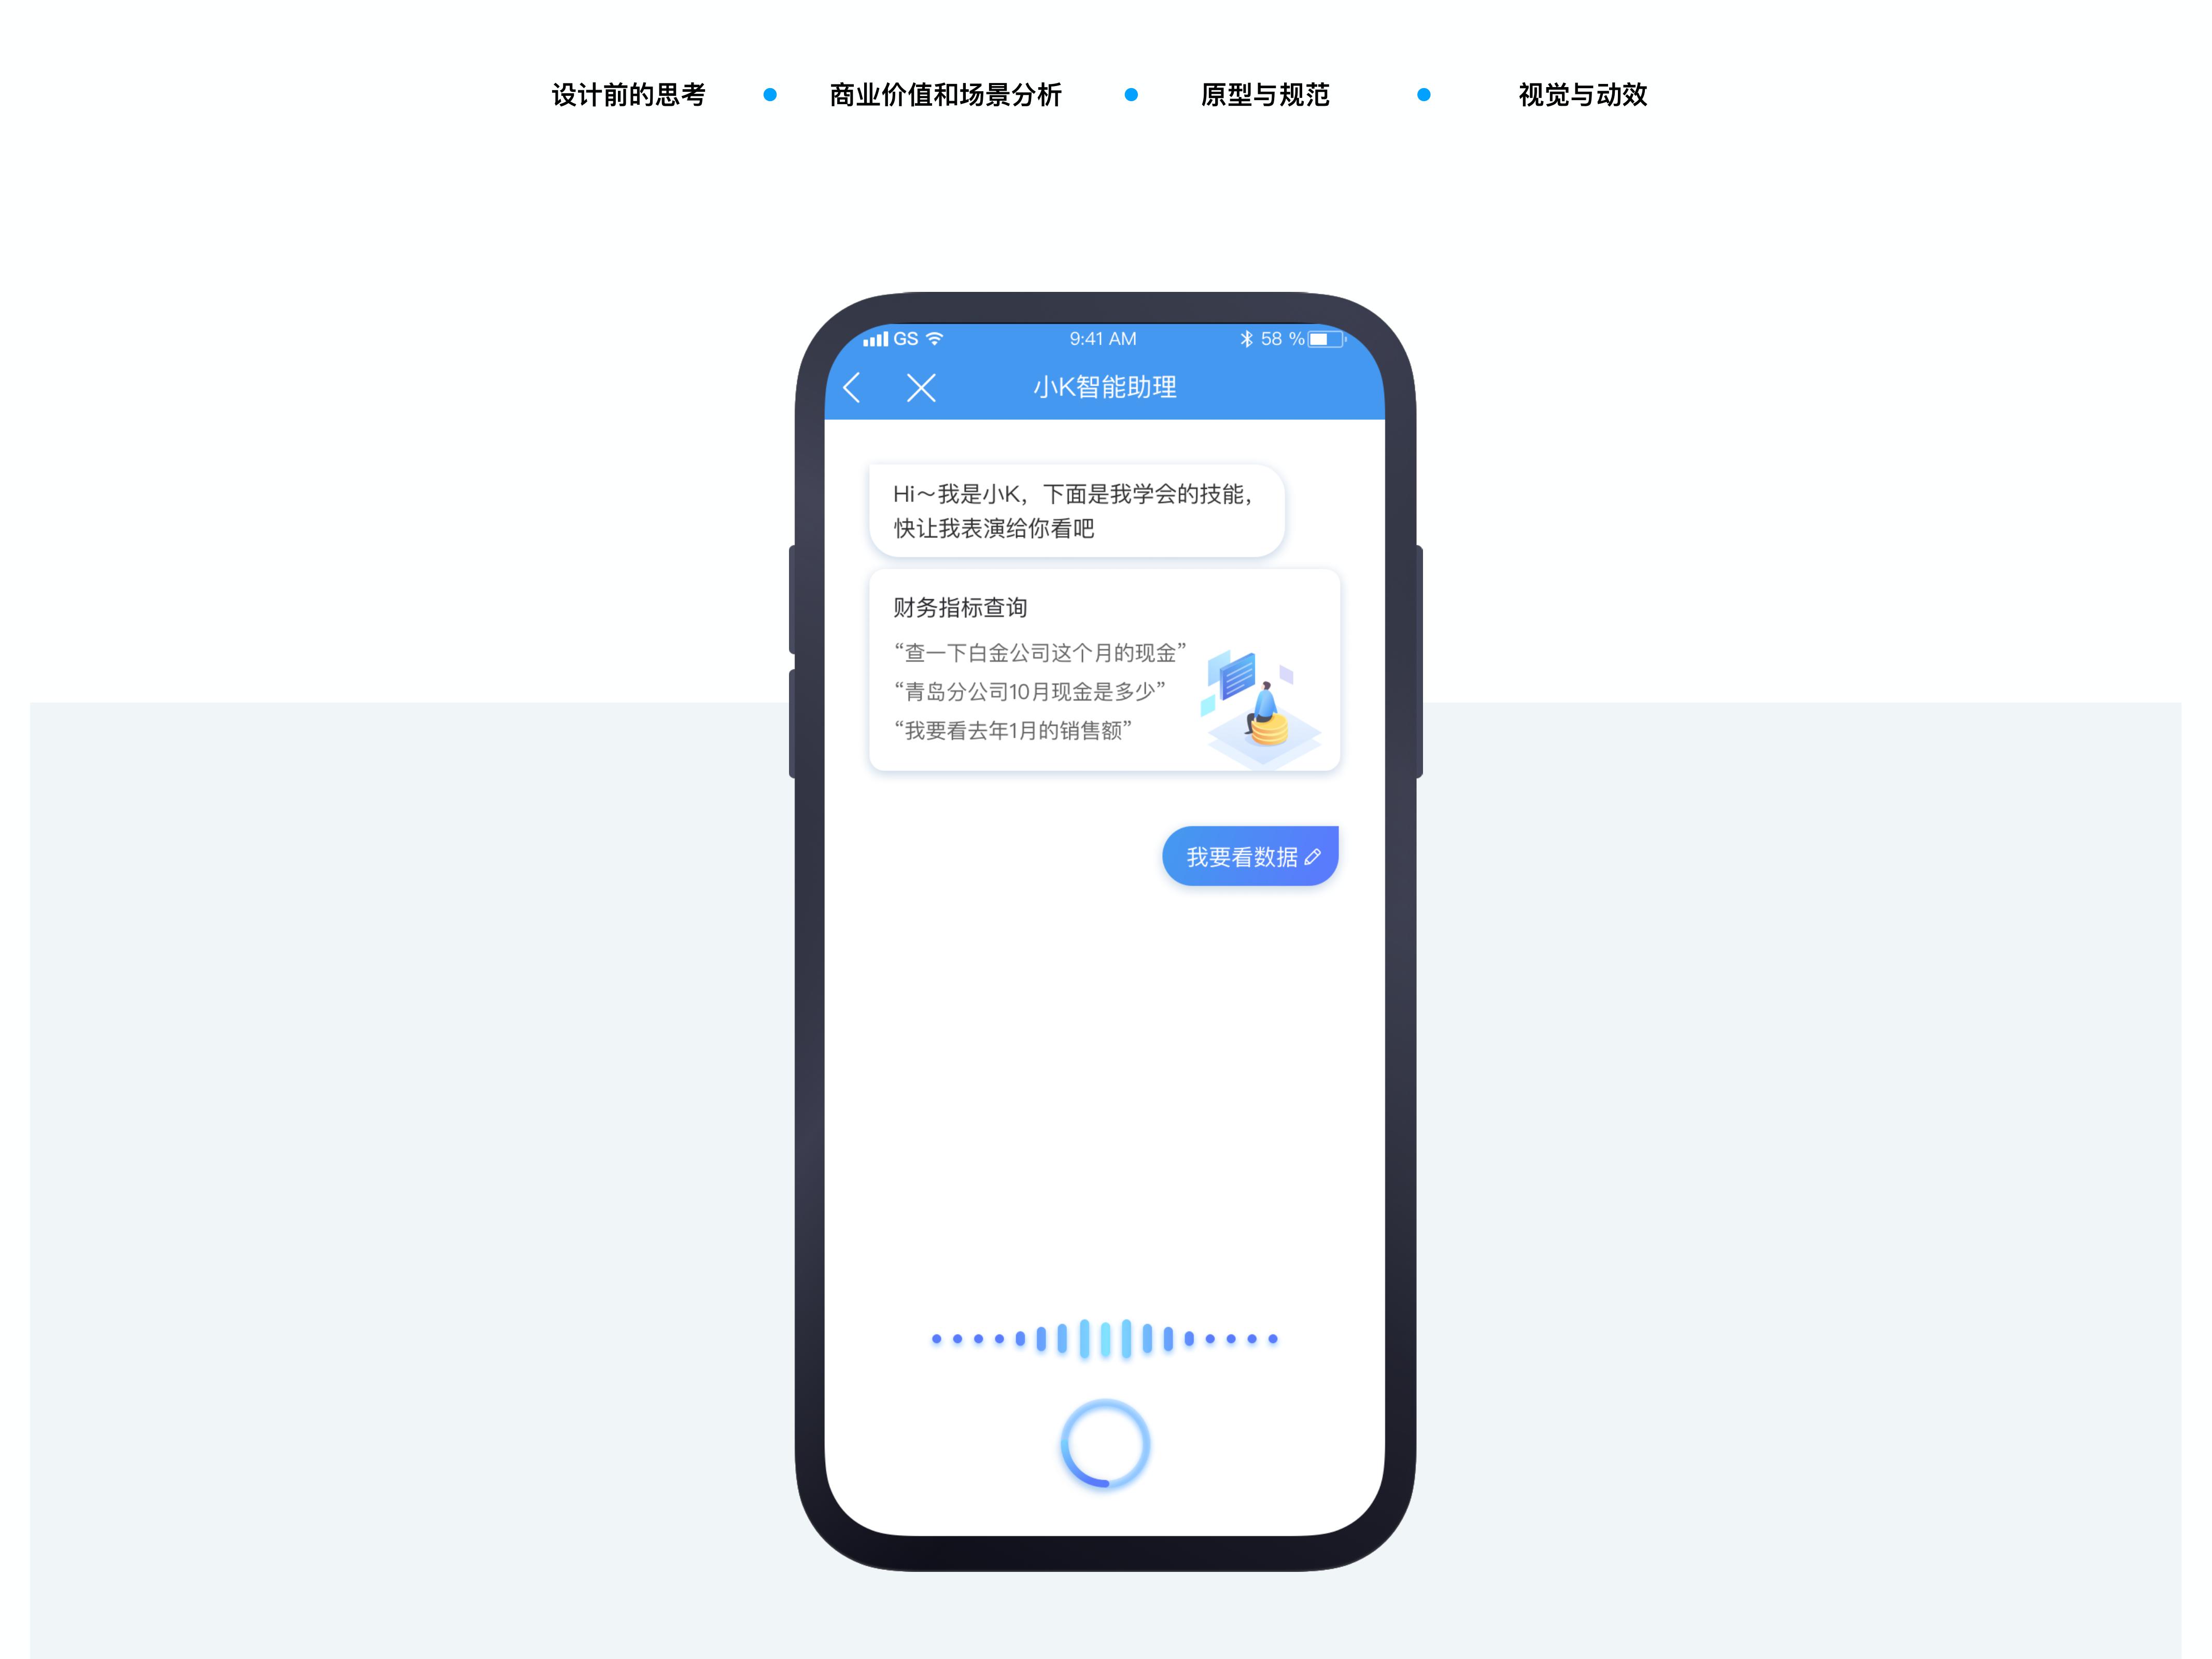 设计前的思考 商业价值和场景分析 原型与规范 视觉与动效
GS 9:41 AM 58 %
小K智能助理
Hi～我是小K，下面是我学会的技能，
快让我表演给你看吧
财务指标查询
“查一下白金公司这个月的现金”
“青岛分公司10月现金是多少”
“我要看去年1月的销售额”
我要看数据